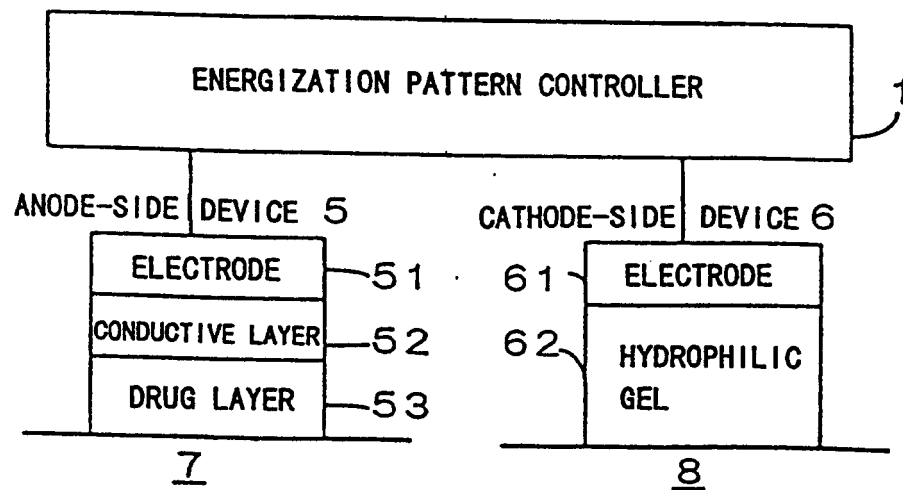 ENERGIZATION PATTERN CONTROLLER
1
ANODE-SIDE DEVICE 5
CATHODE-SIDE DEVICE 6
ELECTRODE
51
61
ELECTRODE
CONDUCTIVE LAYER
52
62
HYDROPHILIC
GEL
DRUG LAYER
53
7
8